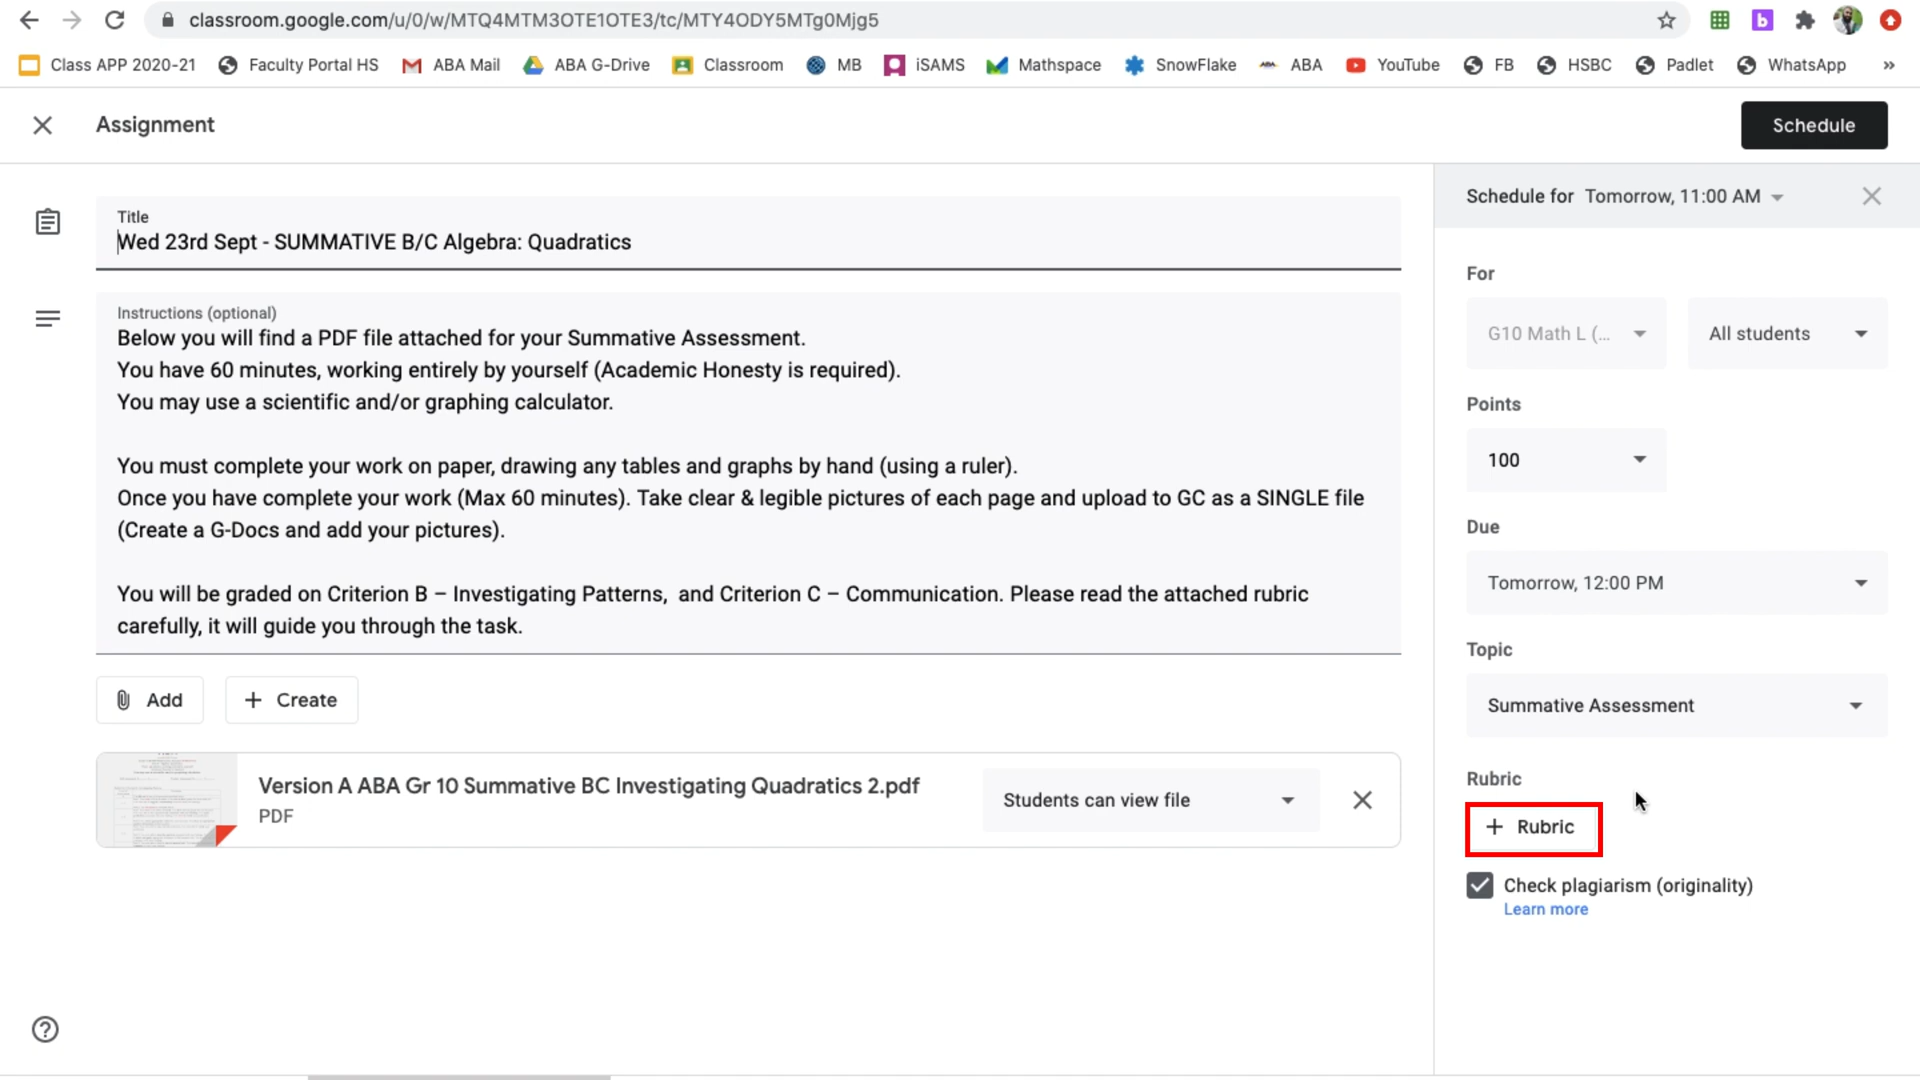 classroom.google.com/u/0/w/MTQ4MTM3OTE1OTE3/tc/MTY4ODY5MTg0Mjg5
b
Class APP 2020-21 Faculty Portal HS ABA Mail ABA G-Drive Classroom MB iSAMS Mathspace SnowFlake ABA YouTube FB HSBC Padlet WhatsApp »
Assignment
Schedule
Title
Wed 23rd Sept - SUMMATIVE B/C Algebra: Quadratics
Instructions (optional)
Below you will find a PDF file attached for your Summative Assessment.
You have 60 minutes, working entirely by yourself (Academic Honesty is required).
You may use a scientific and/or graphing calculator.
You must complete your work on paper, drawing any tables and graphs by hand (using a ruler).
Once you have complete your work (Max 60 minutes). Take clear & legible pictures of each page and upload to GC as a SINGLE file
(Create a G-Docs and add your pictures).
You will be graded on Criterion B – Investigating Patterns,  and Criterion C – Communication. Please read the attached rubric
carefully, it will guide you through the task.
Add + Create
Version A ABA Gr 10 Summative BC Investigating Quadratics 2.pdf
PDF
Students can view file
Schedule for Tomorrow, 11:00 AM
For
G10 Math L (... All students
Points
100
Due
Tomorrow, 12:00 PM
Topic
Summative Assessment
Rubric
+ Rubric
Check plagiarism (originality)
Learn more